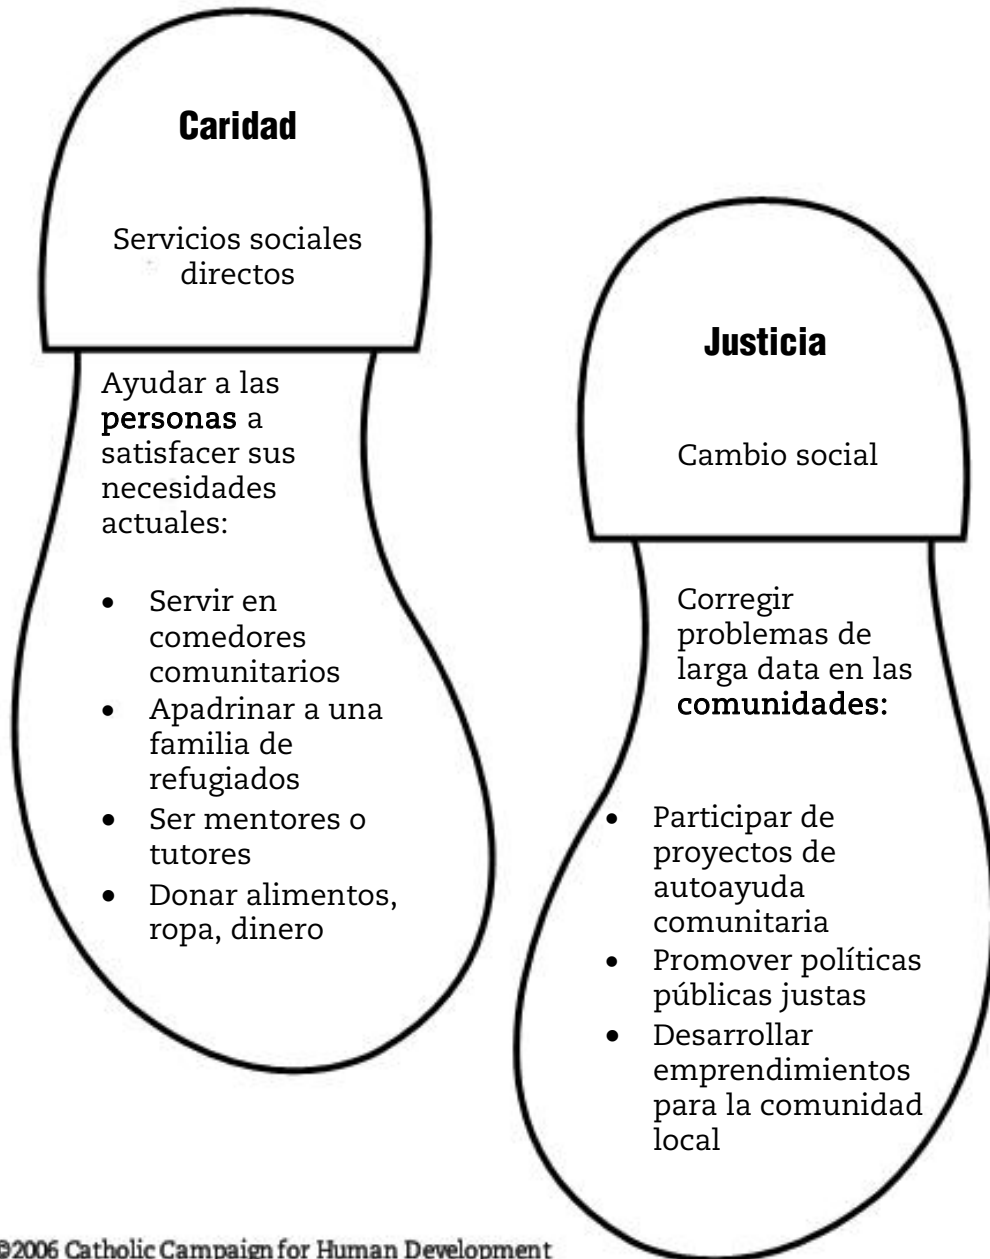 Caridad
Servicios sociales
directos
Ayudar a las
personas a
satisfacer sus
necesidades
actuales:
• Servir en
comedores
comunitarios
• Apadrinar a una
familia de
refugiados
• Ser mentores o
tutores
• Donar alimentos,
ropa, dinero
Justicia
Cambio social
Corregir
problemas de
larga data en las
comunidades:
• Participar de
proyectos de
autoayuda
comunitaria
• Promover políticas
públicas justas
• Desarrollar
emprendimientos
para la comunidad
local
©2006 Catholic Campaign for Human Development